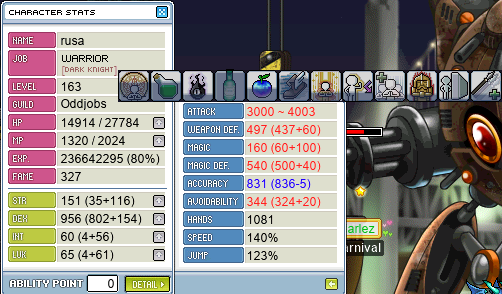 CHARACTER STATS
NAME rusa
JOB WARRIOR
[DARK KNIGHT]
LEVEL 163
GUILD Oddjobs
HP 14914 / 27784
MP 1320 / 2024
EXP. 236642295 (80%)
FAME 327
STR 151 (35+116)
DEX 956 (802+154)
INT 60 (4+56)
LUK 65 (4+61)
ABILITY POINT 0 DETAIL
ATTACK 3000 ~ 4003
WEAPON DEF. 497 (437+60)
MAGIC 160 (60+100)
MAGIC DEF. 540 (500+40)
ACCURACY 831 (836-5)
AVOIDABILITY 344 (324+20)
HANDS 1081
SPEED 140%
JUMP 123%
arlez
arnival